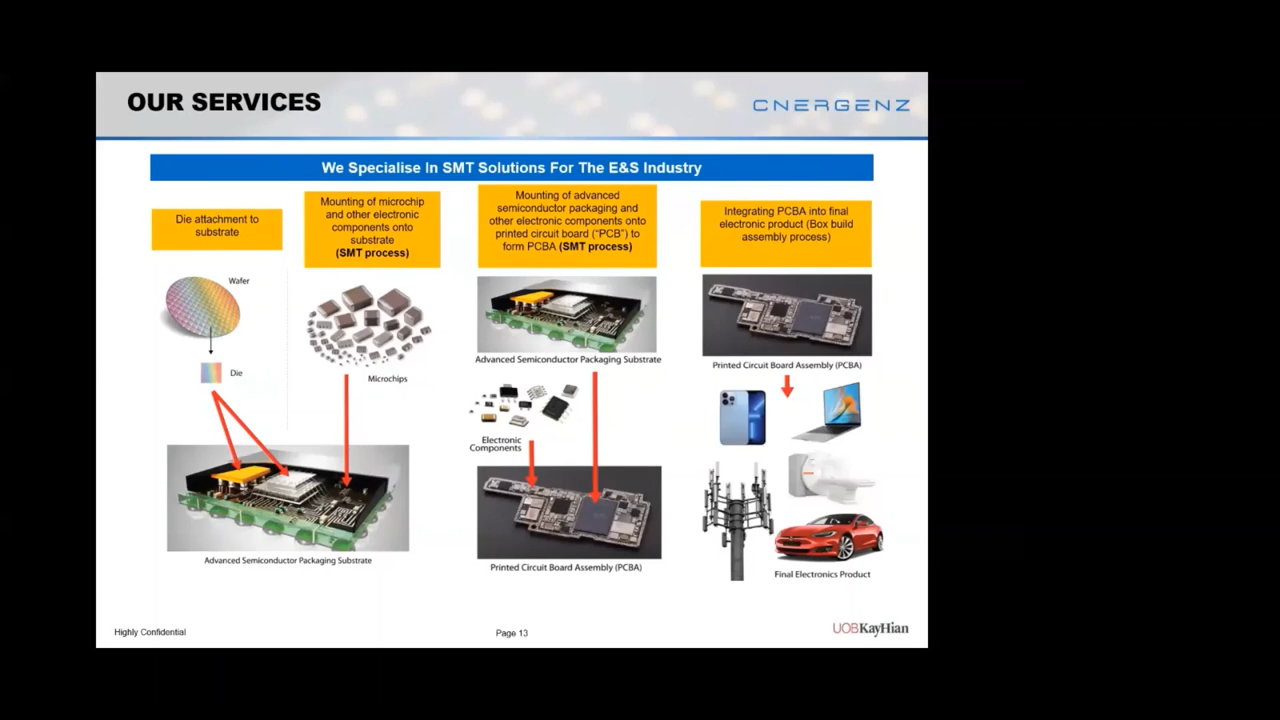 OUR SERVICES
CNERGENZ
We Specialise In SMT Solutions For The E&S Industry
Die attachment to
substrate
Mounting of microchip
and other electronic
components onto
substrate
(SMT process)
Mounting of advanced
semiconductor packaging and
other electronic components onto
printed circuit board ("PCB") to
form PCBA (SMT process)
Integrating PCBA into final
electronic product (Box build
assembly process)
Wafer
Die
Microchips
Advanced Semiconductor Packaging Substrate
Advanced Semiconductor Packaging Substrate
Electronic
Components
Printed Circuit Board Assembly (PCBA)
Printed Circuit Board Assembly (PCBA)
Final Electronics Product
Highly Confidential
Page 13
UOBKayHian